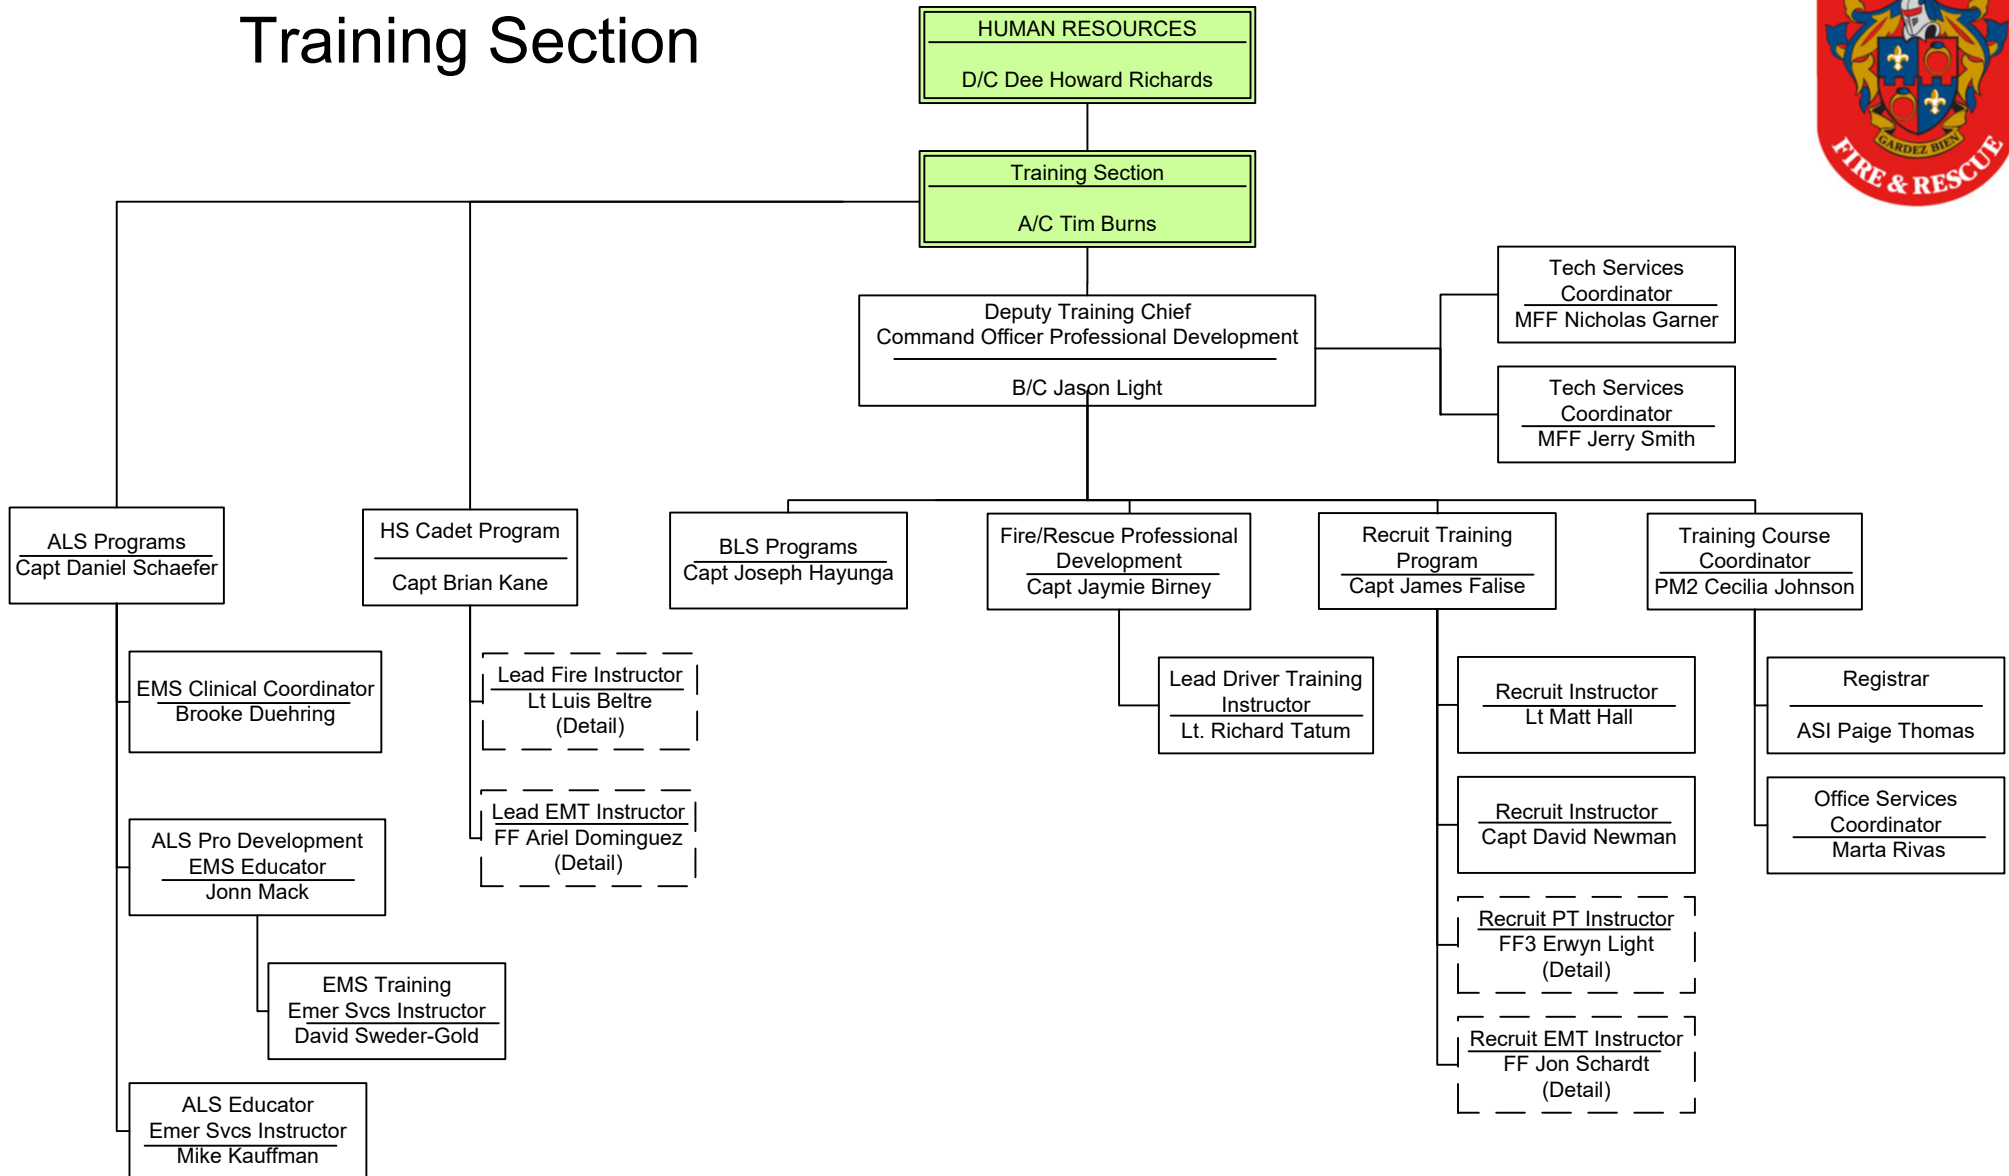 Training Section
HUMAN RESOURCES
D/C Dee Howard Richards
GARDEZ BIEN
FIRE & RESCUE
Training Section
A/C Tim Burns
Deputy Training Chief
Command Officer Professional Development
B/C Jason Light
Tech Services
Coordinator
MFF Nicholas Garner
Tech Services
Coordinator
MFF Jerry Smith
ALS Programs
Capt Daniel Schaefer
HS Cadet Program
Capt Brian Kane
BLS Programs
Capt Joseph Hayunga
Fire/Rescue Professional
Development
Capt Jaymie Birney
Recruit Training
Program
Capt James Falise
Training Course
Coordinator
PM2 Cecilia Johnson
EMS Clinical Coordinator
Brooke Duehring
Lead Fire Instructor
Lt Luis Beltre
(Detail)
Lead Driver Training
Instructor
Lt. Richard Tatum
Recruit Instructor
Lt Matt Hall
Registrar
ASI Paige Thomas
ALS Pro Development
EMS Educator
Jonn Mack
Lead EMT Instructor
FF Ariel Dominguez
(Detail)
Recruit Instructor
Capt David Newman
Office Services
Coordinator
Marta Rivas
Recruit PT Instructor
FF3 Erwyn Light
(Detail)
EMS Training
Emer Svcs Instructor
David Sweder-Gold
Recruit EMT Instructor
FF Jon Schardt
(Detail)
ALS Educator
Emer Svcs Instructor
Mike Kauffman